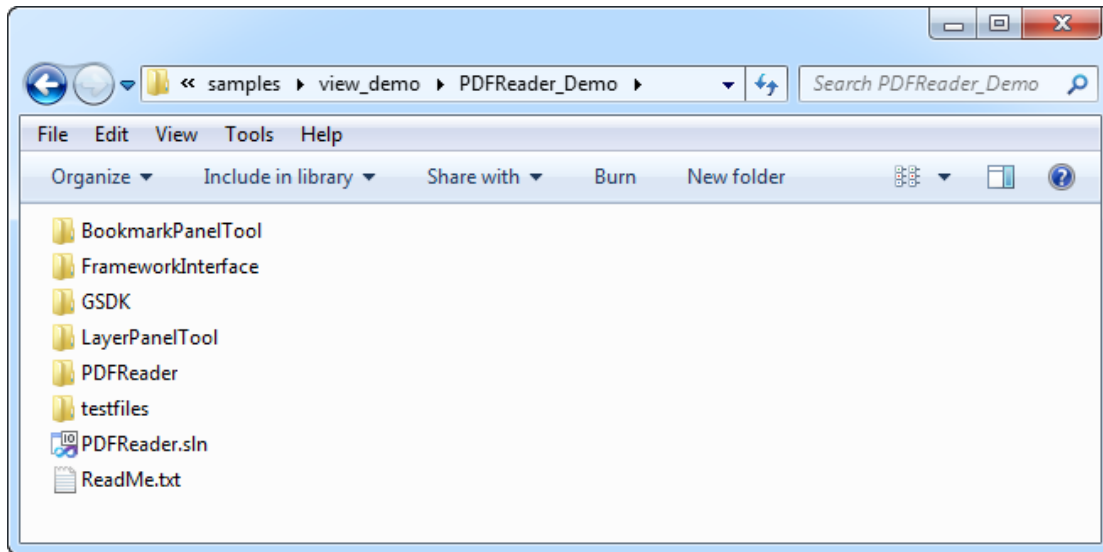 « samples view_demo PDFReader_Demo Search PDFReader_Demo
File Edit View Tools Help
Organize Include in library Share with Burn New folder
BookmarkPanelTool
FrameworkInterface
GSDK
LayerPanelTool
PDFReader
testfiles
PDFReader.sln
ReadMe.txt